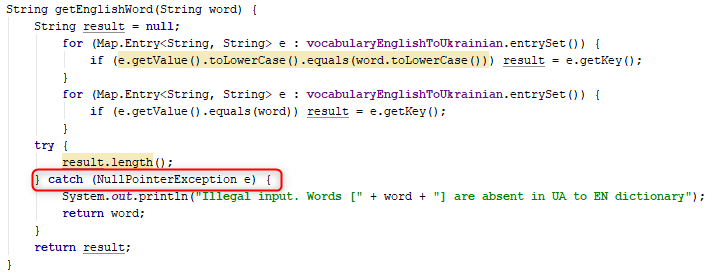 String getEnglishWord(String word) {
    String result = null;
        for (Map.Entry<String, String> e : vocabularyEnglishToUkrainian.entrySet()) {
            if (e.getValue().toLowerCase().equals(word.toLowerCase())) result = e.getKey();
        }
        for (Map.Entry<String, String> e : vocabularyEnglishToUkrainian.entrySet()) {
            if (e.getValue().equals(word)) result = e.getKey();
        }
    try {
        result.length();
    } catch (NullPointerException e) {
        System.out.println("Illegal input. Words [" + word + "] are absent in UA to EN dictionary");
        return word;
    }
    return result;
}